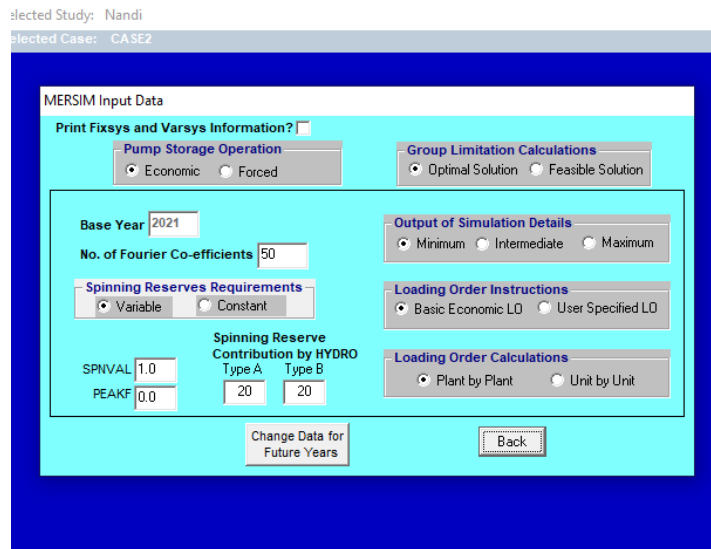 elected Study: Nandi
elected Case: CASE2
MERSIM Input Data
Print Fixsys and Varsys Information?
Pump Storage Operation
Economic Forced
Group Limitation Calculations
Optimal Solution Feasible Solution
Base Year 2021
No. of Fourier Co-efficients 50
Output of Simulation Details
Minimum Intermediate Maximum
Spinning Reserves Requirements
Variable Constant
Loading Order Instructions
Basic Economic LO User Specified LO
Spinning Reserve
Contribution by HYDRO
Type A Type B
20 20
SPNVAL 1.0
PEAKF 0.0
Loading Order Calculations
Plant by Plant Unit by Unit
Change Data for
Future Years
Back